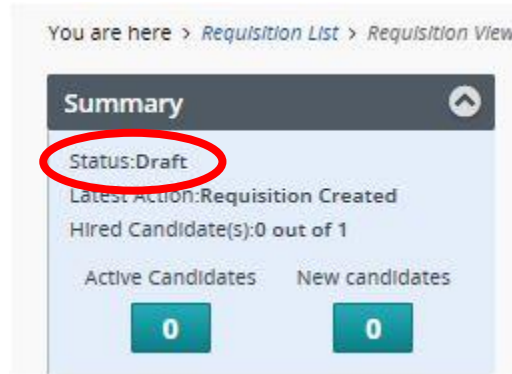 You are here > Requisition List > Requisition View
Summary
Status:Draft
Latest Action:Requisition Created
Hired Candidate(s):0 out of 1
Active Candidates New candidates
0 0